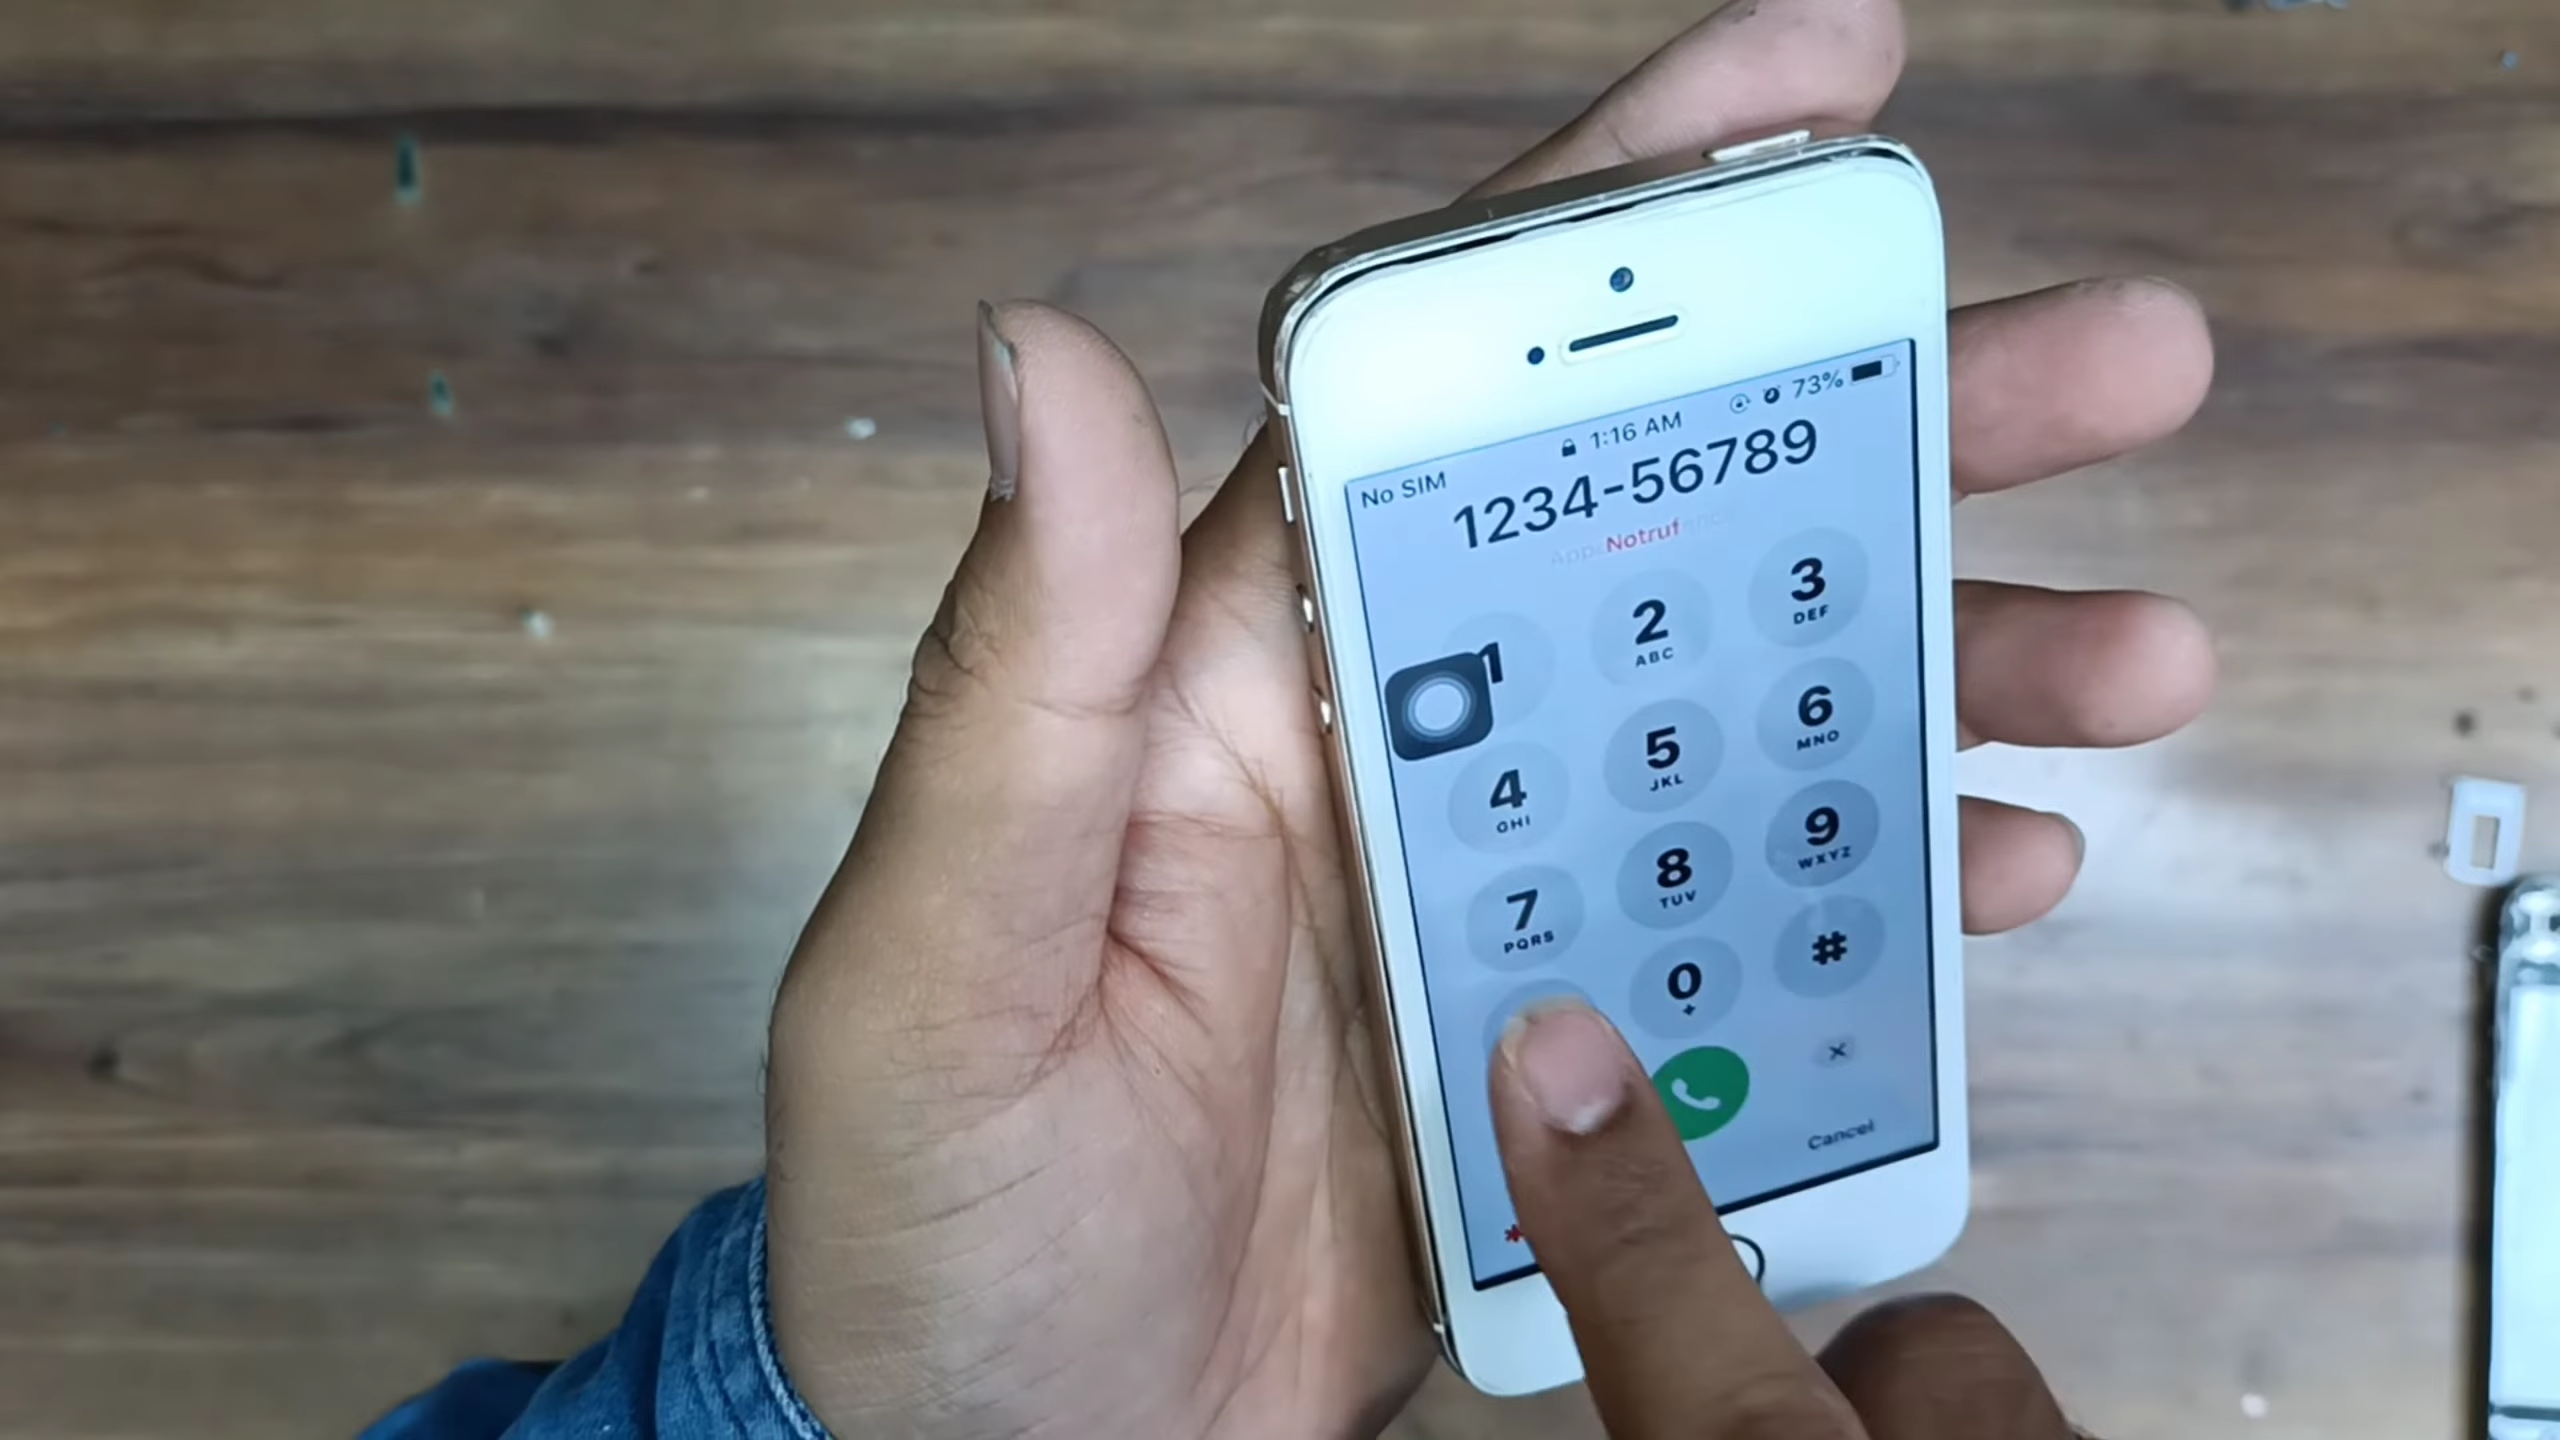 No SIM 1:16 AM 73%
1234-56789
Notruf
1 2 ABC 3 DEF
4 GHI 5 JKL 6 MNO
7 PQRS 8 TUV 9 WXYZ
0 + #
×
Cancel
*